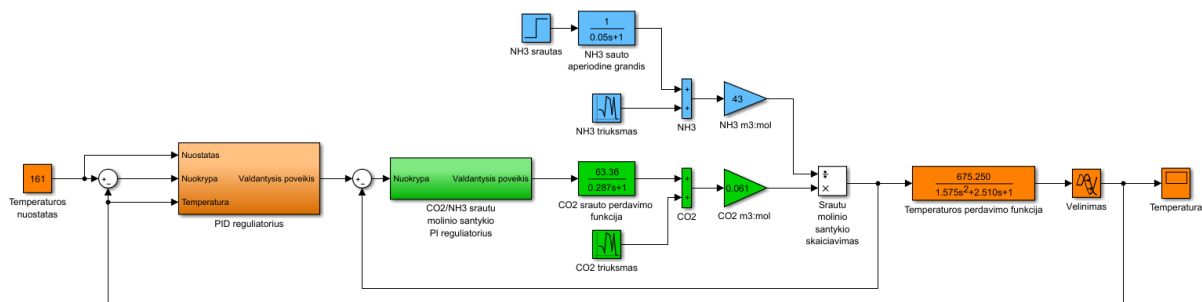 1
0.05s+1
NH3 srautas
NH3 sauto
aperiodine grandis
NH3 triuksmas
+
+
NH3
43
NH3 m3:mol
161
Temperaturos
nuostatas
+
−
Nuostatas
Nuokrypa
Temperatura
Valdantysis poveikis
PID reguliatorius
+
−
Nuokrypa
Valdantysis poveikis
CO2/NH3 srautu
molinio santykio
PI reguliatorius
63.36
0.287s+1
CO2 srauto perdavimo
funkcija
CO2 triuksmas
+
+
CO2
0.061
CO2 m3:mol
÷
×
Srautu
molinio
santykio
skaiciavimas
675.250
1.575s²+2.510s+1
Temperaturos perdavimo funkcija
Velinimas
Temperatura